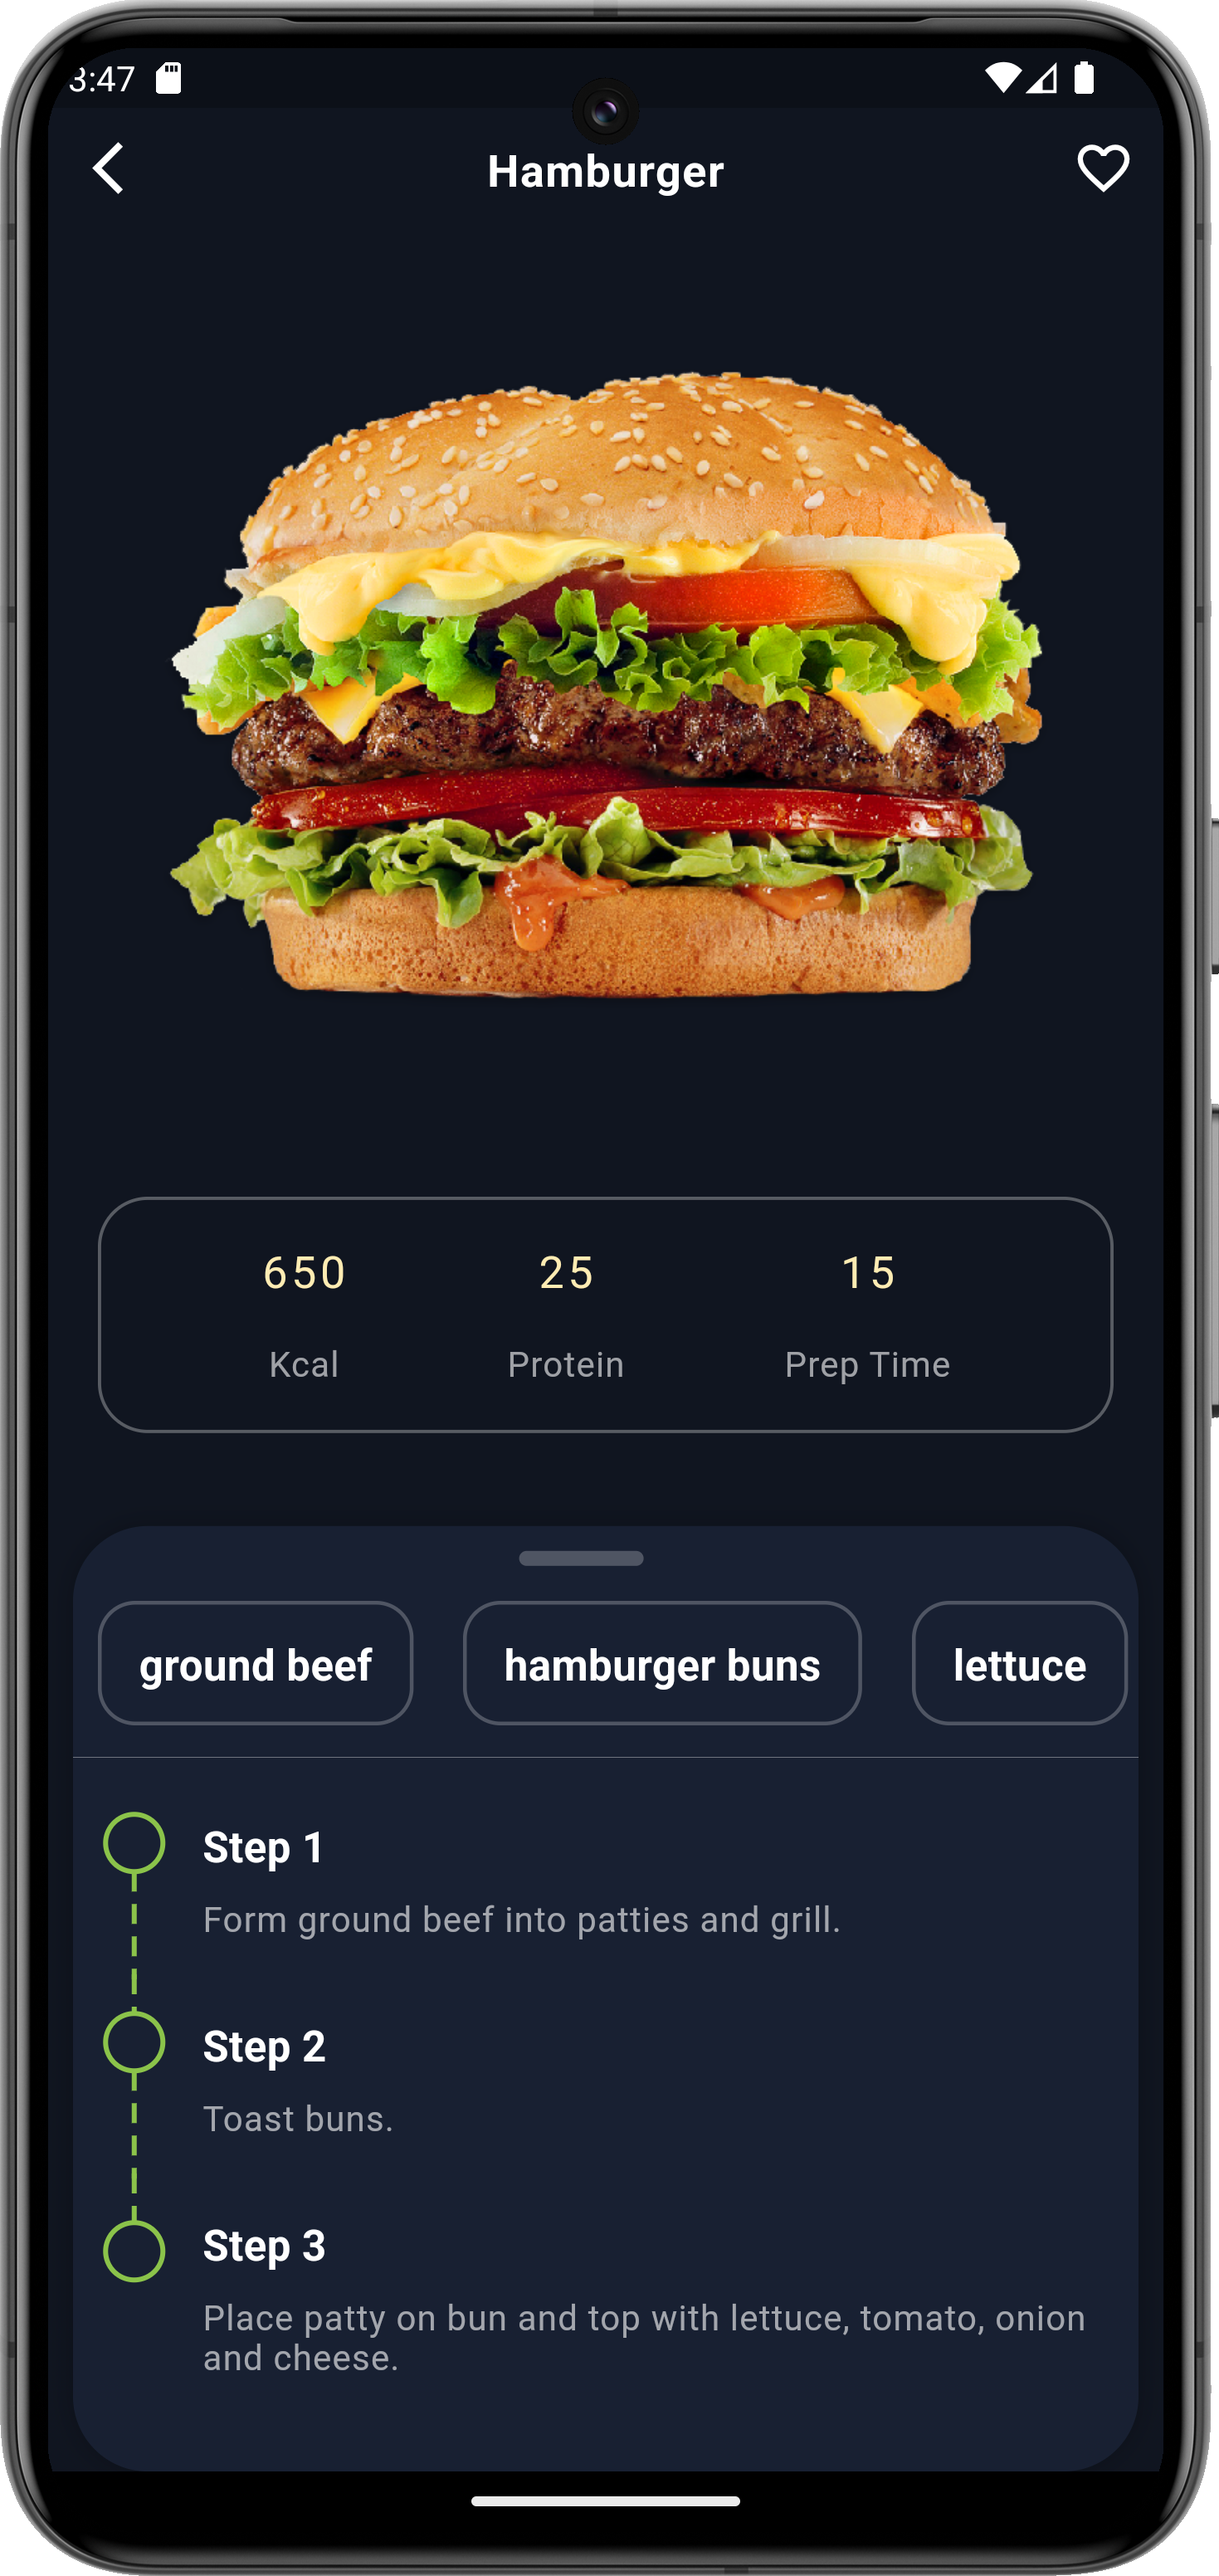 3:47
Hamburger
650 25 15
Kcal Protein Prep Time
ground beef hamburger buns lettuce
Step 1
Form ground beef into patties and grill.
Step 2
Toast buns.
Step 3
Place patty on bun and top with lettuce, tomato, onion
and cheese.